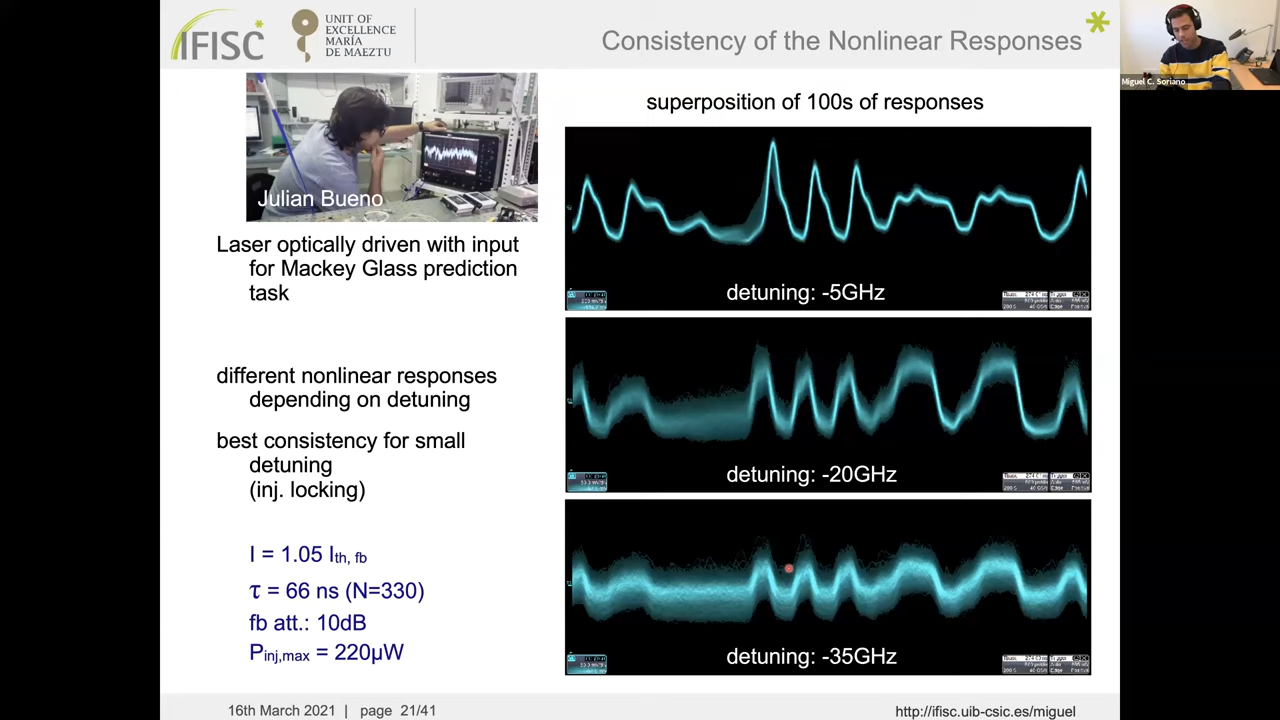 IFISC
UNIT OF
EXCELLENCE
MARÍA
DE MAEZTU
Consistency of the Nonlinear Responses
Miguel C. Soriano
Julian Bueno
superposition of 100s of responses
Laser optically driven with input
for Mackey Glass prediction
task
detuning: -5GHz
different nonlinear responses
depending on detuning
best consistency for small
detuning
(inj. locking)
detuning: -20GHz
I = 1.05 Ith, fb
τ = 66 ns (N=330)
fb att.: 10dB
Pinj,max = 220µW
detuning: -35GHz
16th March 2021 | page 21/41
http://ifisc.uib-csic.es/miguel